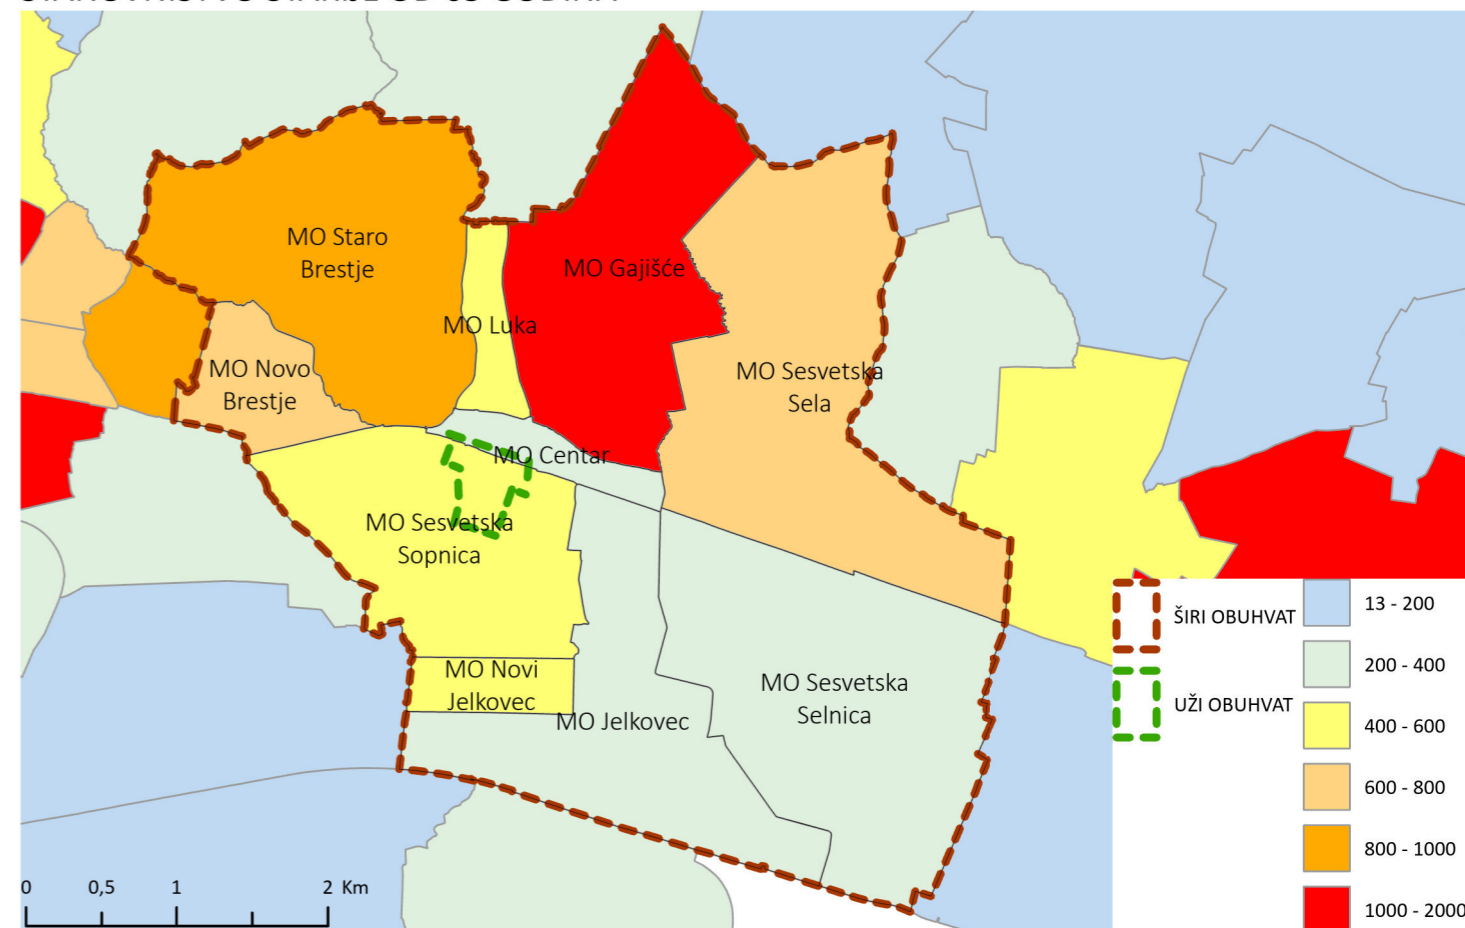 MO Staro
Brestje
MO Gajišće
MO Luka
MO Novo
Brestje
MO Sesvetska
Sela
MO Centar
MO Sesvetska
Sopnica
MO Novi
Jelkovec
MO Jelkovec
MO Sesvetska
Selnica
ŠIRI OBUHVAT
UŽI OBUHVAT
13 - 200
200 - 400
400 - 600
600 - 800
800 - 1000
1000 - 2000
0 0,5 1 2 Km